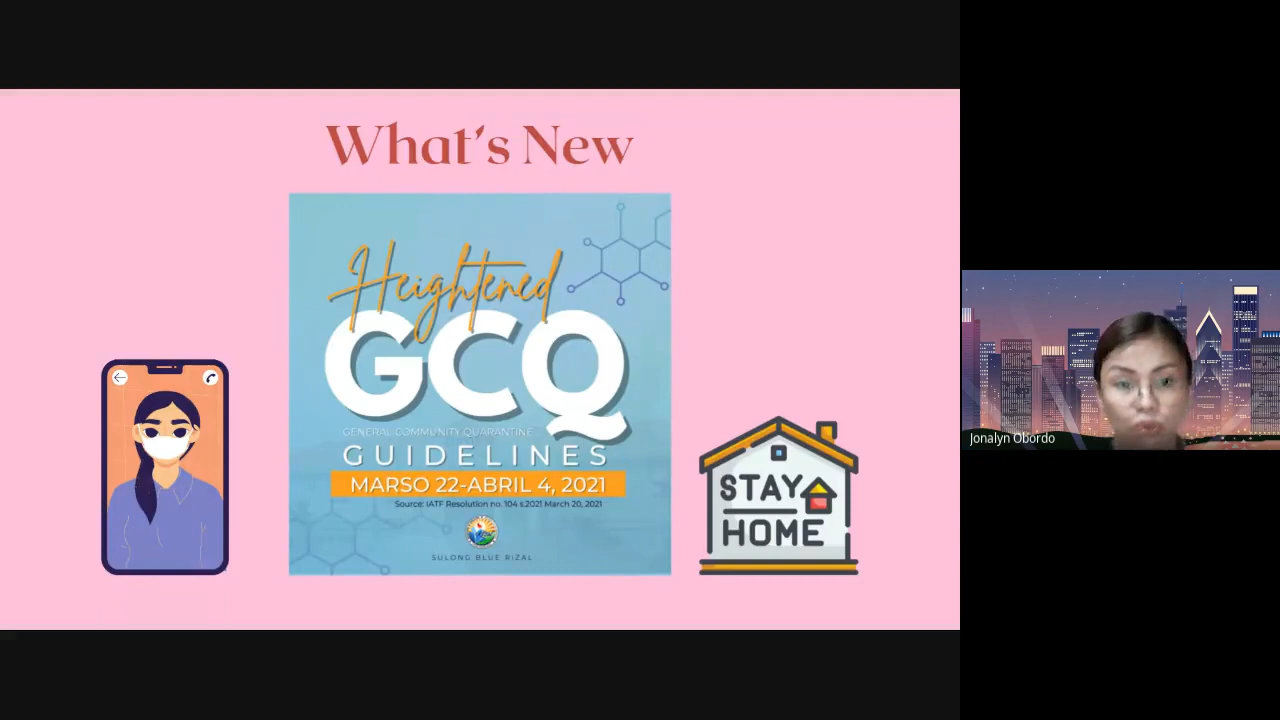 What's New
Heightened
GCQ
GENERAL COMMUNITY QUARANTINE
GUIDELINES
MARSO 22-ABRIL 4, 2021
Source: IATF Resolution no. 104 s.2021 March 20, 2021
SULONG BLUE RIZAL
STAY
HOME
Jonalyn Obordo